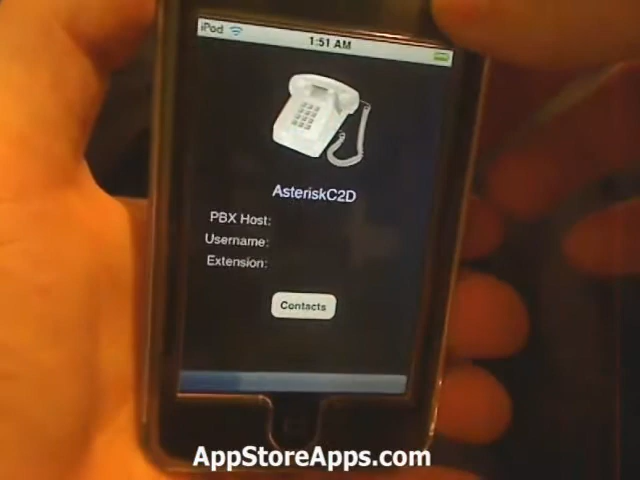 iPod
1:51 AM
AsteriskC2D
PBX Host:
Username:
Extension:
Contacts
AppStoreApps.com